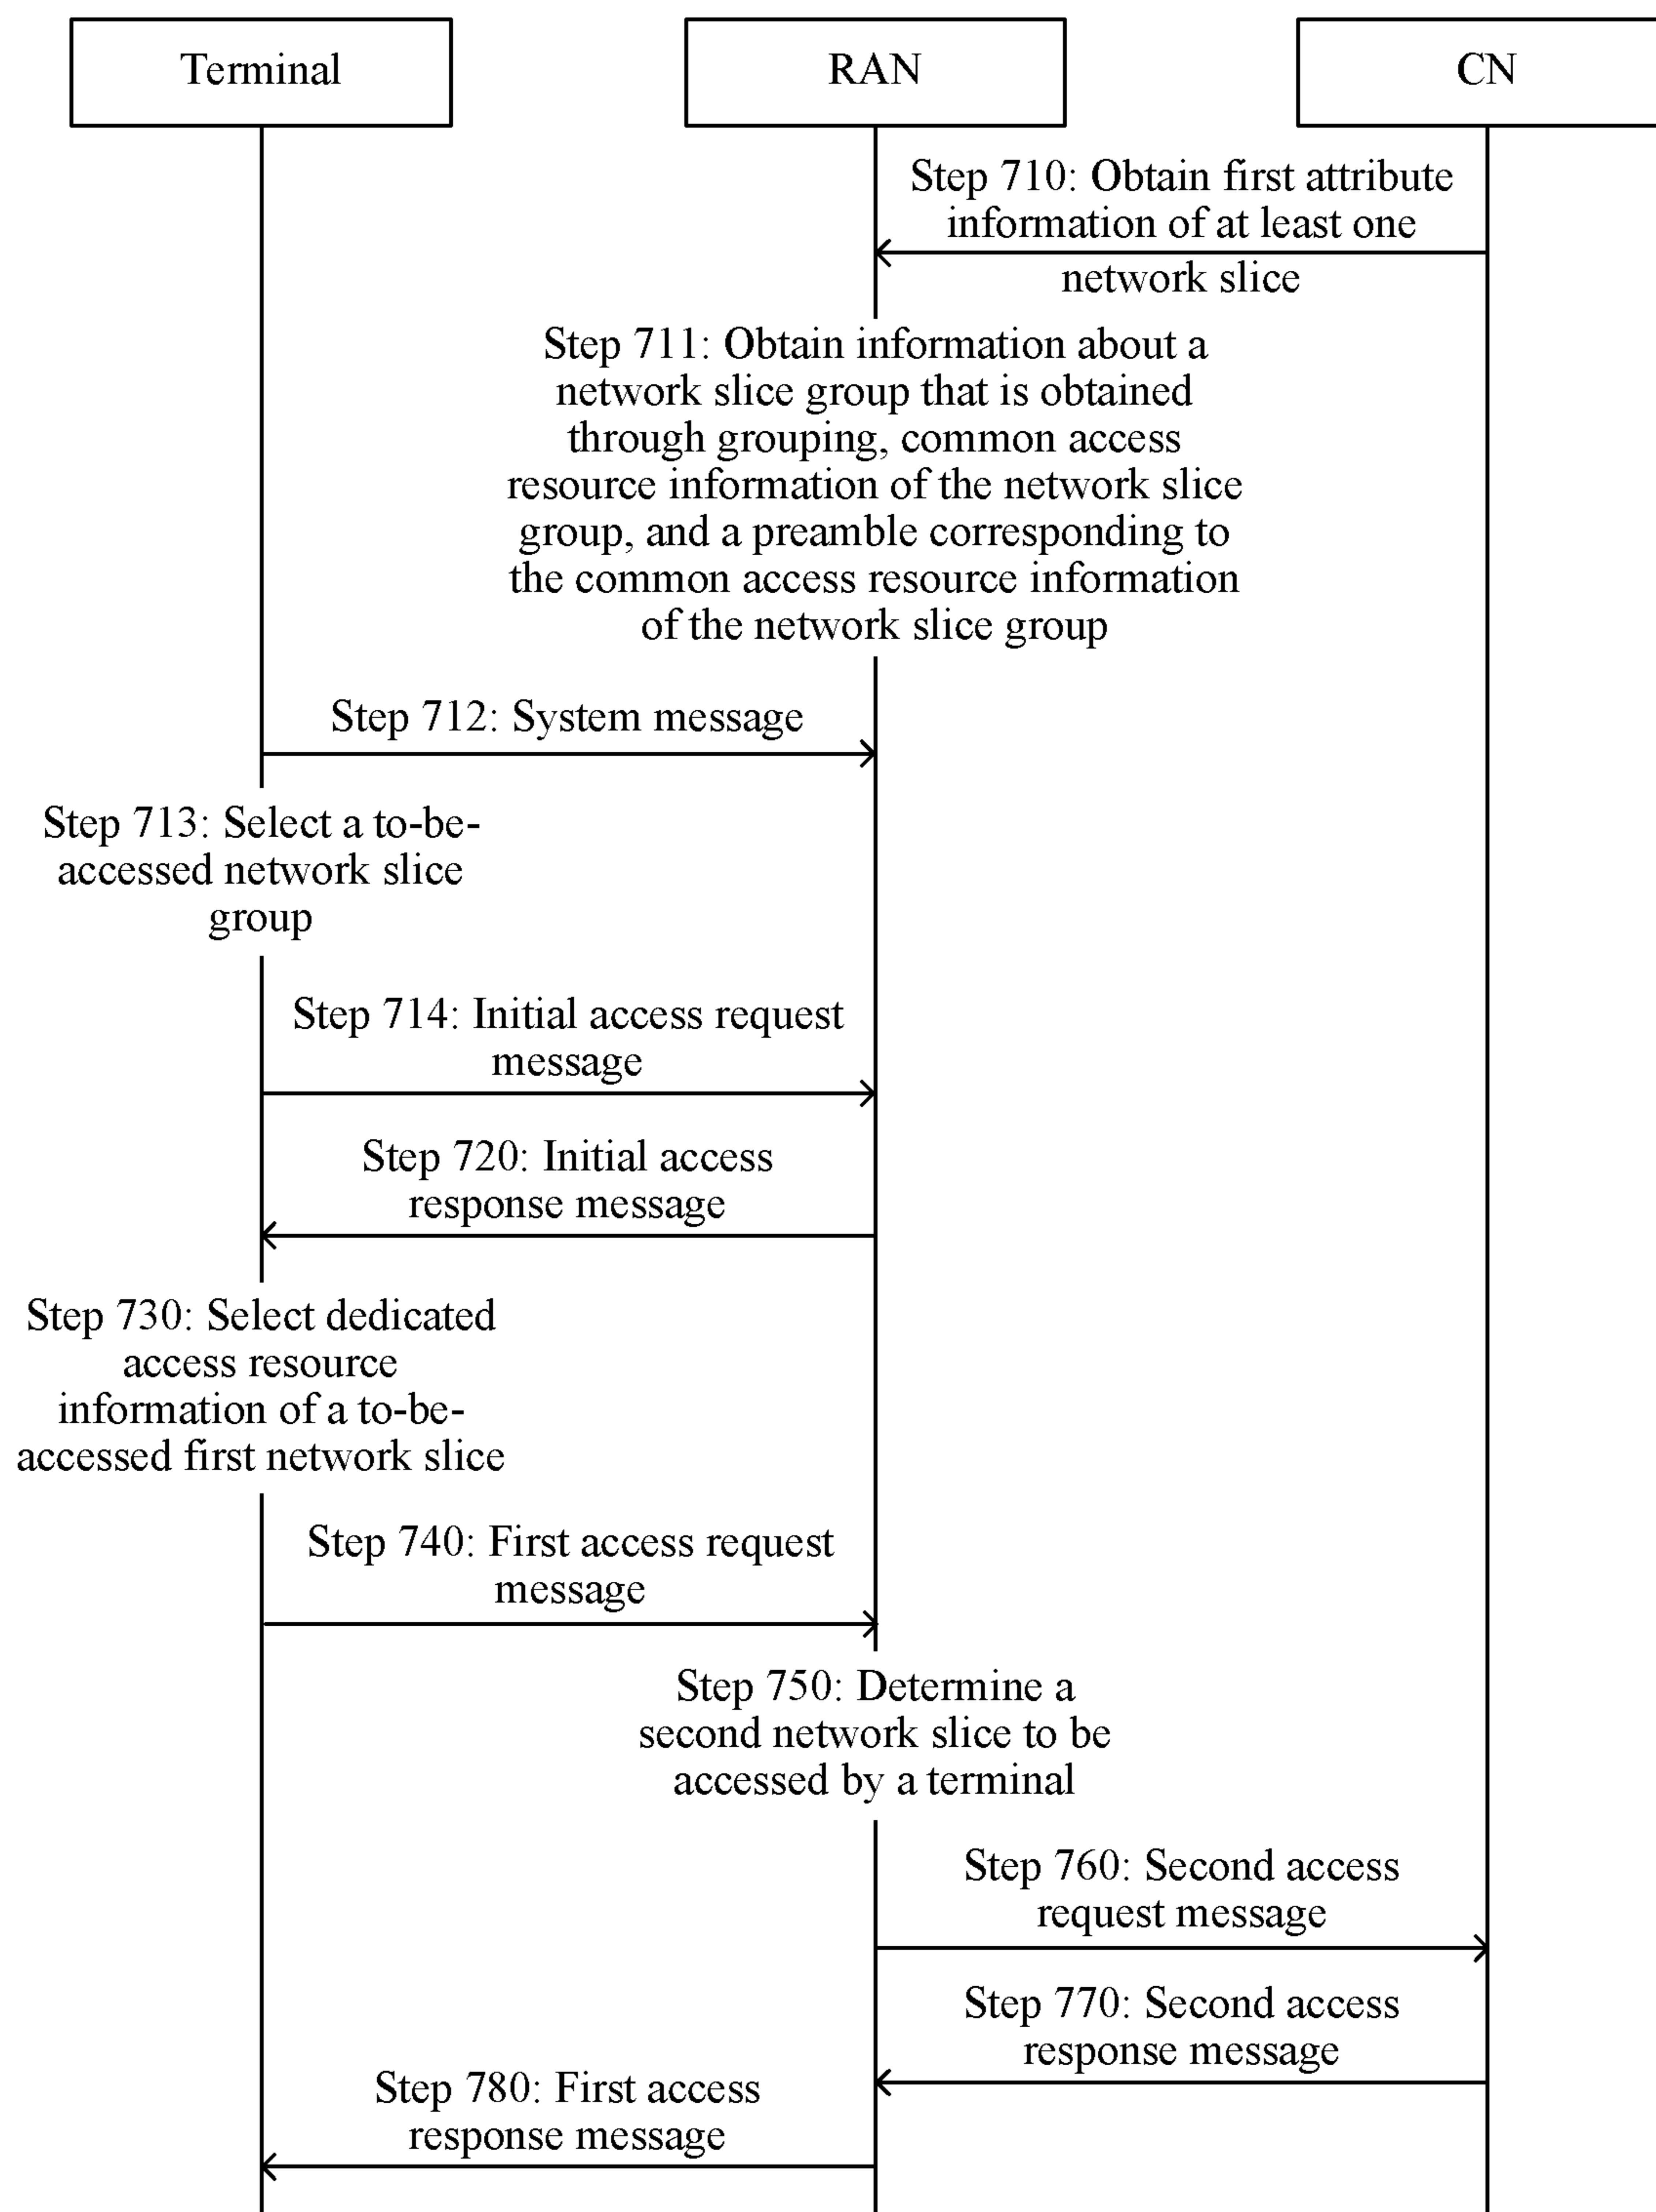 Terminal
RAN
CN
Step 710: Obtain first attribute
information of at least one
network slice
Step 711: Obtain information about a
network slice group that is obtained
through grouping, common access
resource information of the network slice
group, and a preamble corresponding to
the common access resource information
of the network slice group
Step 712: System message
Step 713: Select a to-be-
accessed network slice
group
Step 714: Initial access request
message
Step 720: Initial access
response message
Step 730: Select dedicated
access resource
information of a to-be-
accessed first network slice
Step 740: First access request
message
Step 750: Determine a
second network slice to be
accessed by a terminal
Step 760: Second access
request message
Step 770: Second access
response message
Step 780: First access
response message